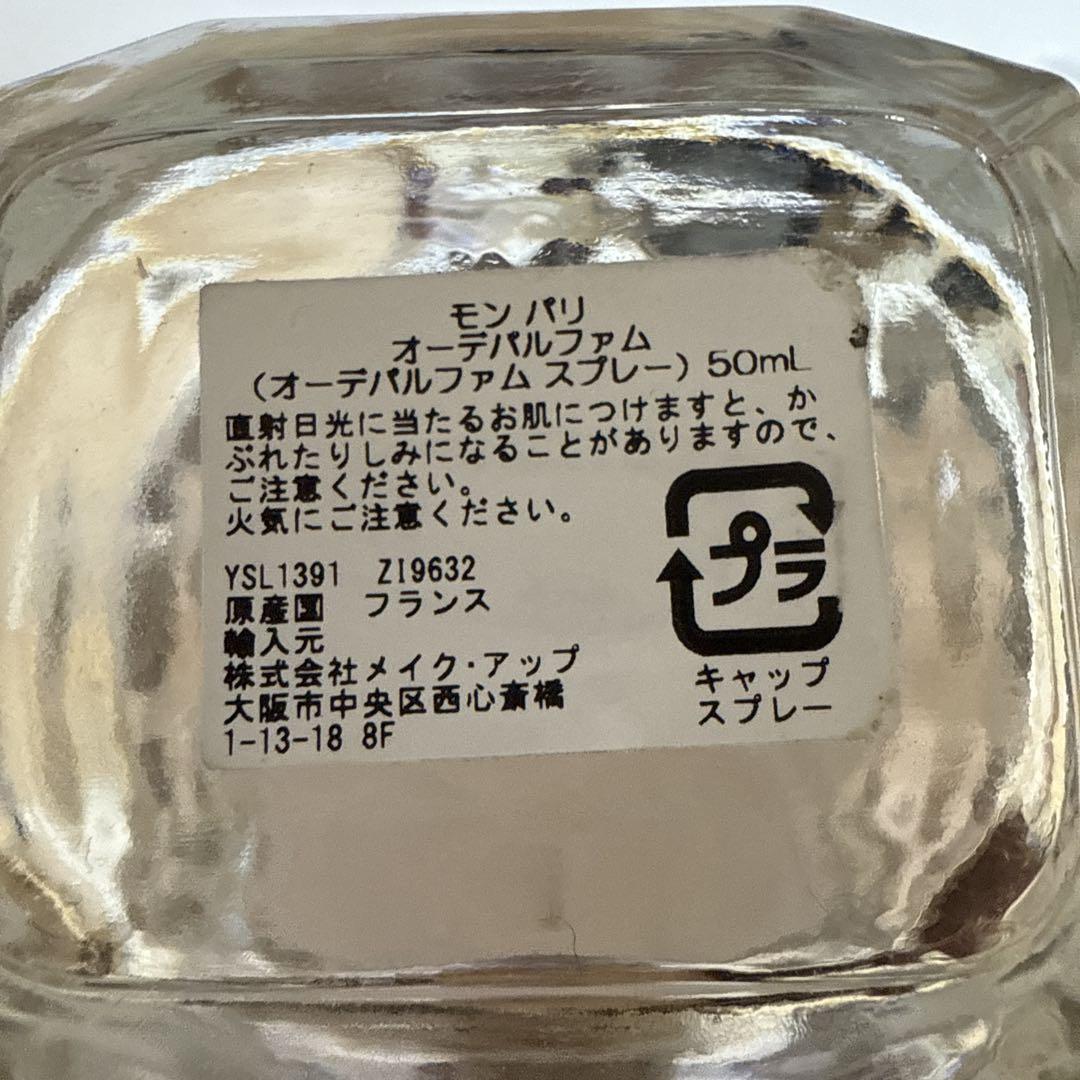 モン パリ
オーデパルファム
（オーデパルファム スプレー）50mL
直射日光に当たるお肌につけますと、か
ぶれたりしみになることがありますので、
ご注意ください。
火気にご注意ください。
YSL1391 ZI9632
原産国 フランス
輸入元
株式会社メイク・アップ
大阪市中央区西心斎橋
1-13-18 8F
プラ
キャップ
スプレー